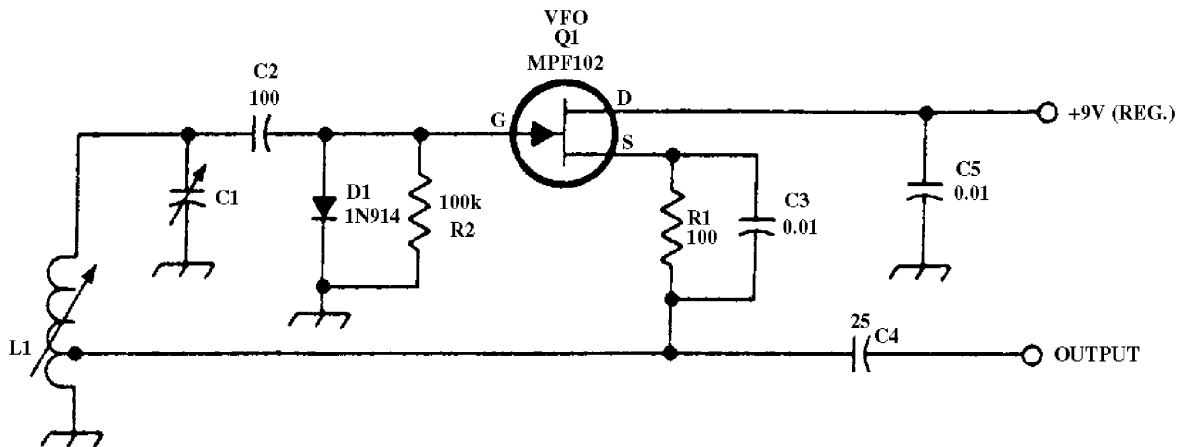 VFO
Q1
MPF102
C2
100
G
D
S
+9V (REG.)
C1
D1
1N914
100k
R2
R1
100
C3
0.01
C5
0.01
L1
25
C4
OUTPUT